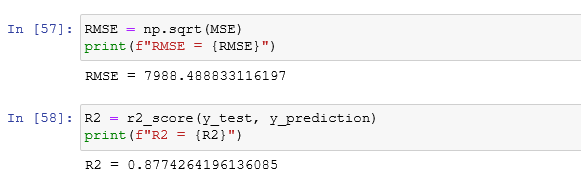 In [57]: RMSE = np.sqrt(MSE)
print(f"RMSE = {RMSE}")
RMSE = 7988.488833116197
In [58]: R2 = r2_score(y_test, y_prediction)
print(f"R2 = {R2}")
R2 = 0.8774264196136085